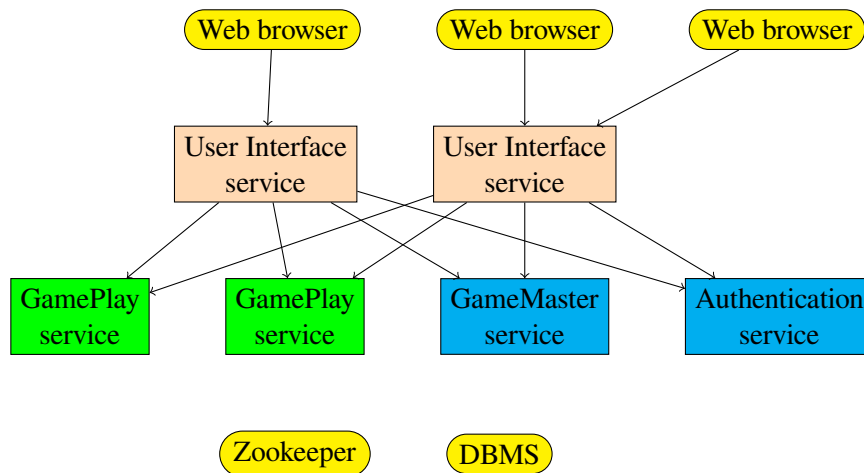 Web browser
Web browser
Web browser
User Interface
service
User Interface
service
GamePlay
service
GamePlay
service
GameMaster
service
Authentication
service
Zookeeper
DBMS